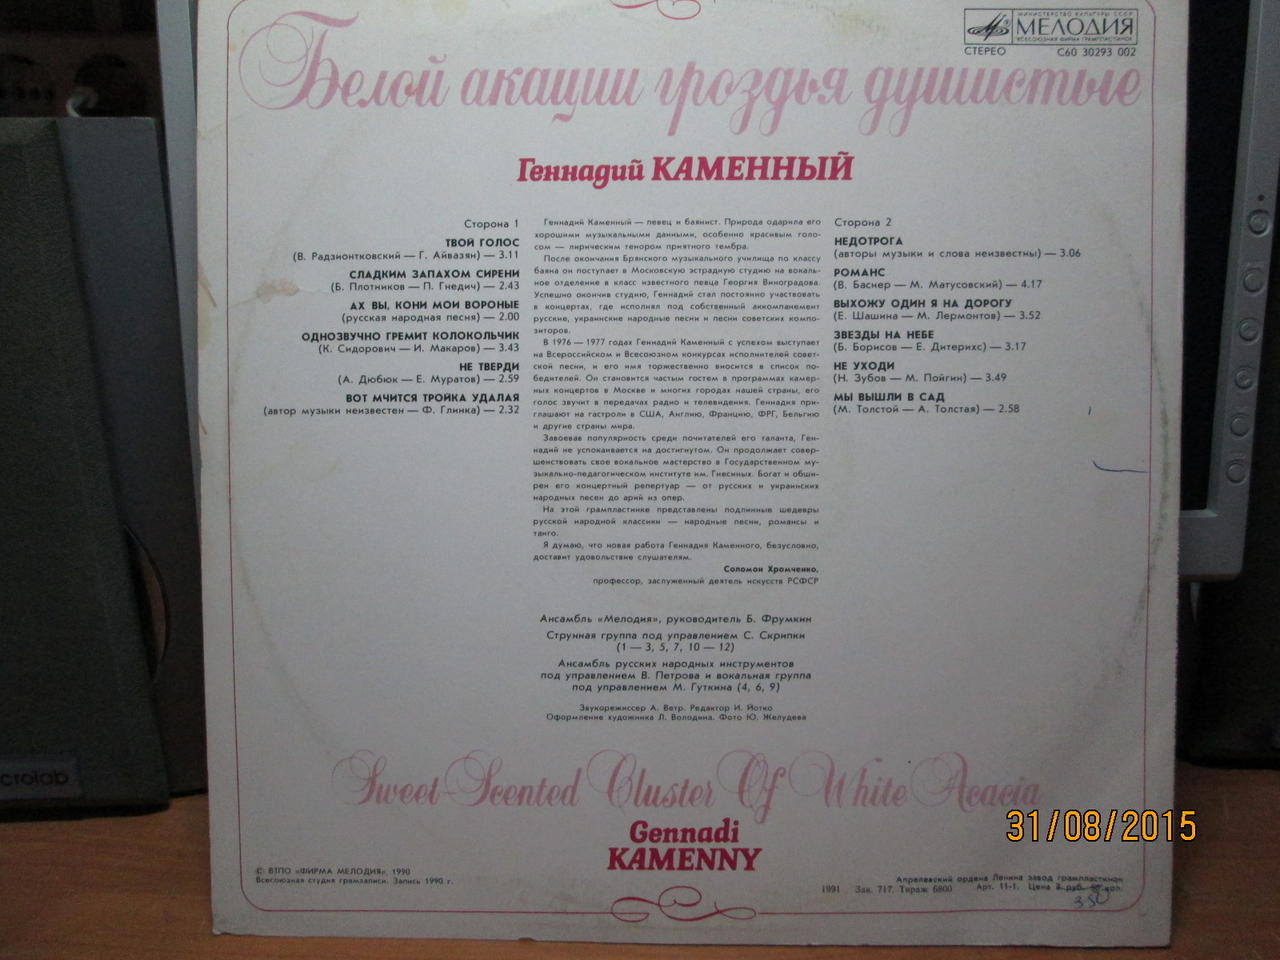 МИНИСТЕРСТВО КУЛЬТУРЫ СССР
МЕЛОДИЯ
ВСЕСОЮЗНАЯ ФИРМА ГРАМПЛАСТИНОК
СТЕРЕО
С60 30293 002
Белой акации гроздья душистые
Геннадий КАМЕННЫЙ
Сторона 1
ТВОЙ ГОЛОС
(В. Радзионтковский — Г. Айвазян) — 3.11
СЛАДКИМ ЗАПАХОМ СИРЕНИ
(Б. Плотников — П. Гнедич) — 2.43
АХ ВЫ, КОНИ МОИ ВОРОНЫЕ
(русская народная песня) — 2.00
ОДНОЗВУЧНО ГРЕМИТ КОЛОКОЛЬЧИК
(К. Сидорович — И. Макаров) — 3.43
НЕ ТВЕРДИ
(А. Дюбюк — Е. Муратов) — 2.59
ВОТ МЧИТСЯ ТРОЙКА УДАЛАЯ
(автор музыки неизвестен — Ф. Глинка) — 2.32
Геннадий Каменный — певец и баянист. Природа одарила его
хорошими музыкальными данными, особенно красивым голо-
сом — лирическим тенором приятного тембра.
После окончания Брянского музыкального училища по классу
баяна он поступает в Московскую эстрадную студию на вокаль-
ное отделение в класс известного певца Георгия Виноградова.
Успешно окончив студию, Геннадий стал постоянно участвовать
в концертах, где исполнял под собственный аккомпанемент
русские, украинские народные песни и песни советских компо-
зиторов.
В 1976 — 1977 годах Геннадий Каменный с успехом выступает
на Всероссийском и Всесоюзном конкурсах исполнителей совет-
ской песни, и его имя торжественно вносится в список по-
бедителей. Он становится частым гостем в программах камер-
ных концертов в Москве и многих городах нашей страны, его
голос звучит в передачах радио и телевидения. Геннадия при-
глашают на гастроли в США, Англию, Францию, ФРГ, Бельгию
и другие страны мира.
Завоевав популярность среди почитателей его таланта, Ген-
надий не успокаивается на достигнутом. Он продолжает совер-
шенствовать свое вокальное мастерство в Государственном му-
зыкально-педагогическом институте им. Гнесиных. Богат и обши-
рен его концертный репертуар — от русских и украинских
народных песен до арий из опер.
На этой грампластинке представлены подлинные шедевры
русской народной классики — народные песни, романсы и
танго.
Я думаю, что новая работа Геннадия Каменного, безусловно,
доставит удовольствие слушателям.
Соломон Хромченко,
профессор, заслуженный деятель искусств РСФСР
Сторона 2
НЕДОТРОГА
(авторы музыки и слова неизвестны) — 3.06
РОМАНС
(В. Баснер — М. Матусовский) — 4.17
ВЫХОЖУ ОДИН Я НА ДОРОГУ
(Е. Шашина — М. Лермонтов) — 3.52
ЗВЕЗДЫ НА НЕБЕ
(Б. Борисов — Е. Дитерихс) — 3.17
НЕ УХОДИ
(Н. Зубов — М. Пойгин) — 3.49
МЫ ВЫШЛИ В САД
(М. Толстой — А. Толстая) — 2.58
Ансамбль «Мелодия», руководитель Б. Фрумкин
Струнная группа под управлением С. Скрипки
(1 — 3, 5, 7, 10 — 12)
Ансамбль русских народных инструментов
под управлением В. Петрова и вокальная группа
под управлением М. Гуткина (4, 6, 9)
Звукорежиссер А. Ветр. Редактор И. Йотко
Оформление художника Л. Володина. Фото Ю. Желудева
Sweet-Scented Cluster Of White Acacia
Gennadi
KAMENNY
© ВТПО «ФИРМА МЕЛОДИЯ», 1990
Всесоюзная студия грамзаписи. Запись 1990 г.
Апрелевский ордена Ленина завод грампластинок
1991 Зак. 717. Тираж 6800 Арт. 11-1. Цена руб. коп.
crolab
31/08/2015